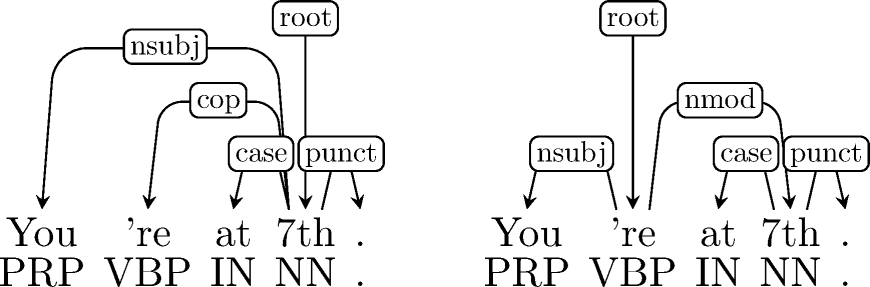 root root
nsubj
cop nmod
case punct nsubj case punct
You 're at 7th . You 're at 7th .
PRP VBP IN NN . PRP VBP IN NN .